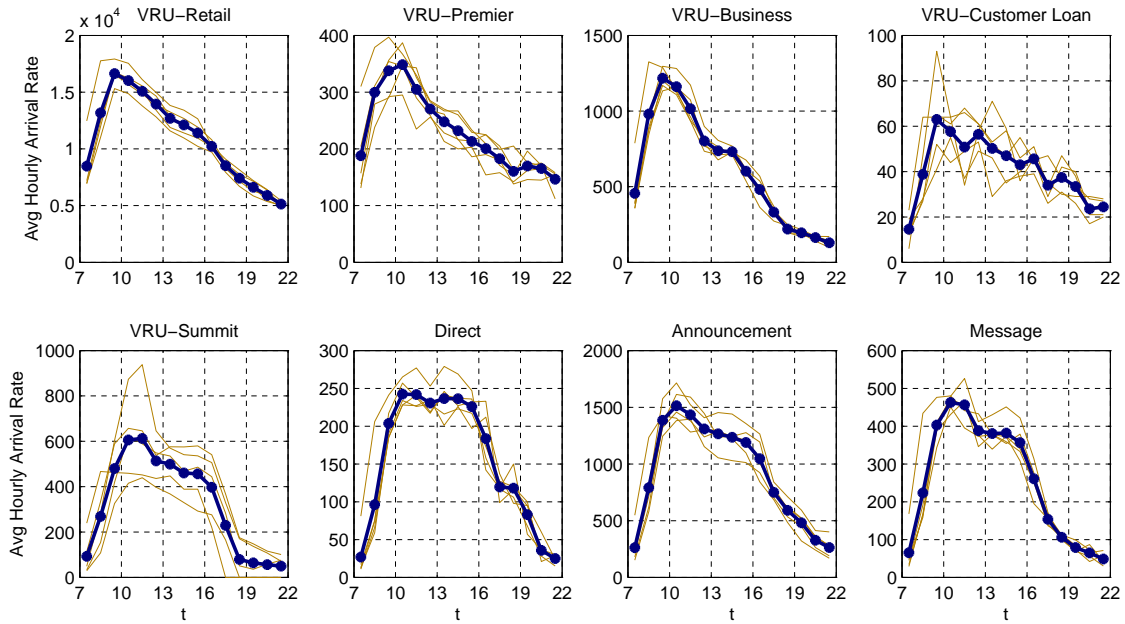 VRU−Retail
x 10^4
Avg Hourly Arrival Rate
2
1.5
1
0.5
0
7 10 13 16 19 22
VRU−Premier
400
300
200
100
0
7 10 13 16 19 22
VRU−Business
1500
1000
500
0
7 10 13 16 19 22
VRU−Customer Loan
100
80
60
40
20
0
7 10 13 16 19 22
VRU−Summit
Avg Hourly Arrival Rate
1000
800
600
400
200
0
7 10 13 16 19 22
t
Direct
300
250
200
150
100
50
0
7 10 13 16 19 22
t
Announcement
2000
1500
1000
500
0
7 10 13 16 19 22
t
Message
600
500
400
300
200
100
0
7 10 13 16 19 22
t